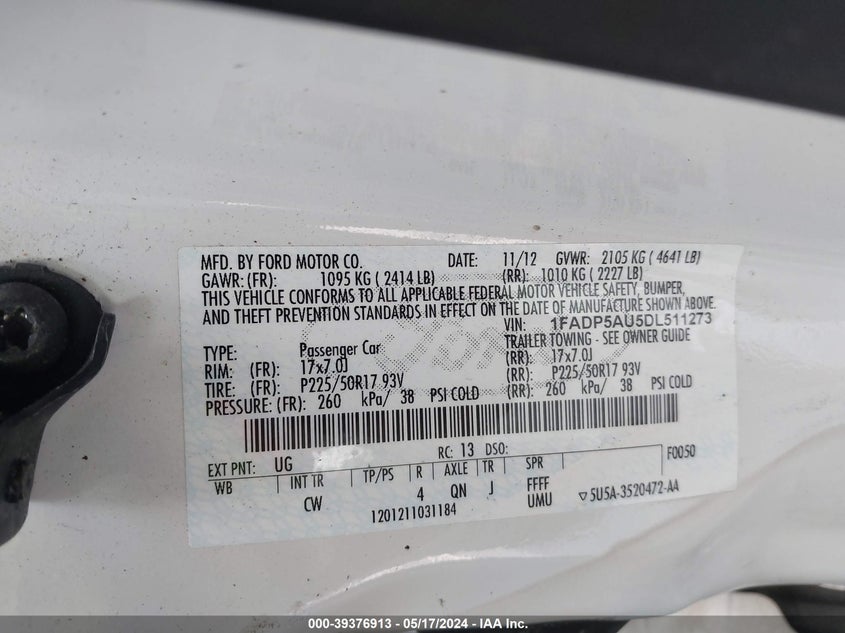 MFD. BY FORD MOTOR CO. DATE: 11/12 GVWR: 2105 KG ( 4641 LB)
GAWR: (FR): 1095 KG ( 2414 LB) (RR): 1010 KG ( 2227 LB)
THIS VEHICLE CONFORMS TO ALL APPLICABLE FEDERAL MOTOR VEHICLE SAFETY, BUMPER,
AND THEFT PREVENTION STANDARDS IN EFFECT ON THE DATE OF MANUFACTURE SHOWN ABOVE.
VIN: 1FADP5AU5DL511273
TRAILER TOWING - SEE OWNER GUIDE
TYPE: Passenger Car
RIM: (FR): 17x7.0J (RR): 17x7.0J
TIRE: (FR): P225/50R17 93V (RR): P225/50R17 93V
PRESSURE: (FR): 260 kPa/ 38 PSI COLD (RR): 260 kPa/ 38 PSI COLD
EXT PNT: UG RC: 13 DSO: F0050
WB INT TR TP/PS R AXLE TR SPR
CW 4 QN J FFFF
UMU
1201211031184 ▽5U5A-3520472-AA
000-39376913 - 05/17/2024 - IAA Inc.